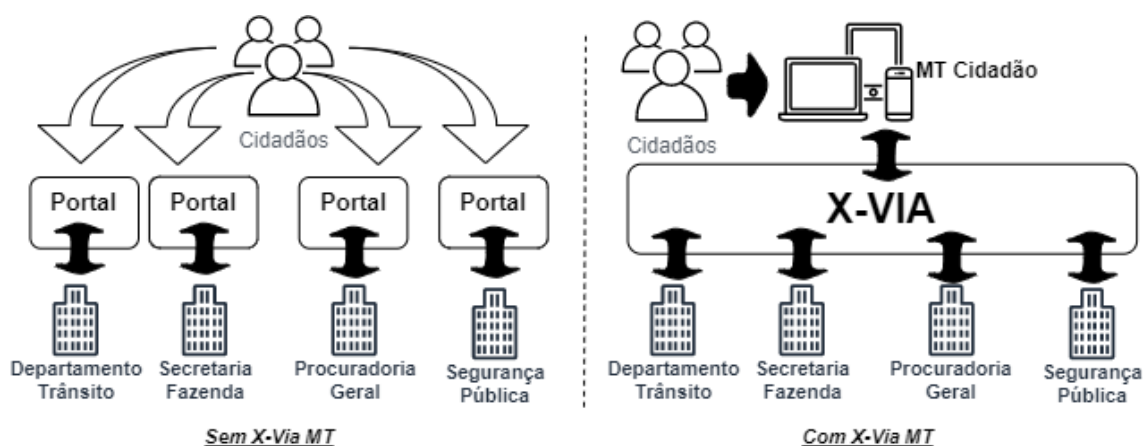 Cidadãos
Portal
Portal
Portal
Portal
Departamento
Trânsito
Secretaria
Fazenda
Procuradoria
Geral
Segurança
Pública
Sem X-Via MT
MT Cidadão
Cidadãos
X-VIA
Departamento
Trânsito
Secretaria
Fazenda
Procuradoria
Geral
Segurança
Pública
Com X-Via MT